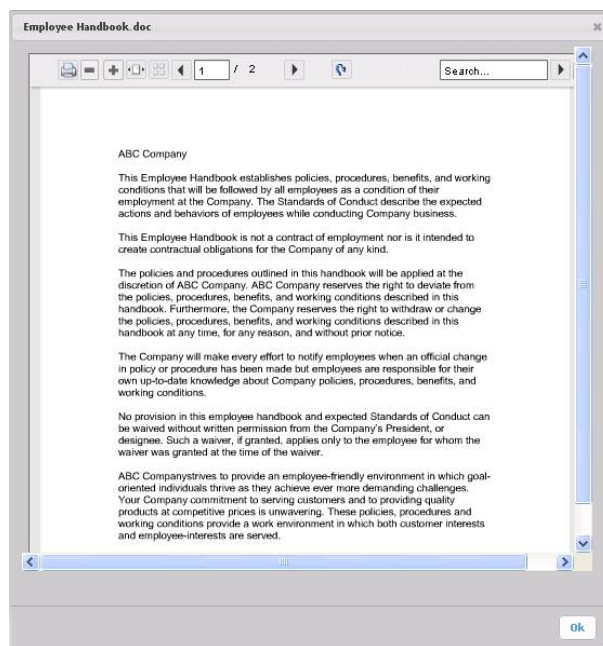 Employee Handbook.doc
1 / 2
Search...
ABC Company
This Employee Handbook establishes policies, procedures, benefits, and working
conditions that will be followed by all employees as a condition of their
employment at the Company. The Standards of Conduct describe the expected
actions and behaviors of employees while conducting Company business.
This Employee Handbook is not a contract of employment nor is it intended to
create contractual obligations for the Company of any kind.
The policies and procedures outlined in this handbook will be applied at the
discretion of ABC Company. ABC Company reserves the right to deviate from
the policies, procedures, benefits, and working conditions described in this
handbook. Furthermore, the Company reserves the right to withdraw or change
the policies, procedures, benefits, and working conditions described in this
handbook at any time, for any reason, and without prior notice.
The Company will make every effort to notify employees when an official change
in policy or procedure has been made but employees are responsible for their
own up-to-date knowledge about Company policies, procedures, benefits, and
working conditions.
No provision in this employee handbook and expected Standards of Conduct can
be waived without written permission from the Company's President, or
designee. Such a waiver, if granted, applies only to the employee for whom the
waiver was granted at the time of the waiver.
ABC Companystrives to provide an employee-friendly environment in which goal-
oriented individuals thrive as they achieve ever more demanding challenges.
Your Company commitment to serving customers and to providing quality
products at competitive prices is unwavering. These policies, procedures and
working conditions provide a work environment in which both customer interests
and employee-interests are served.
Ok